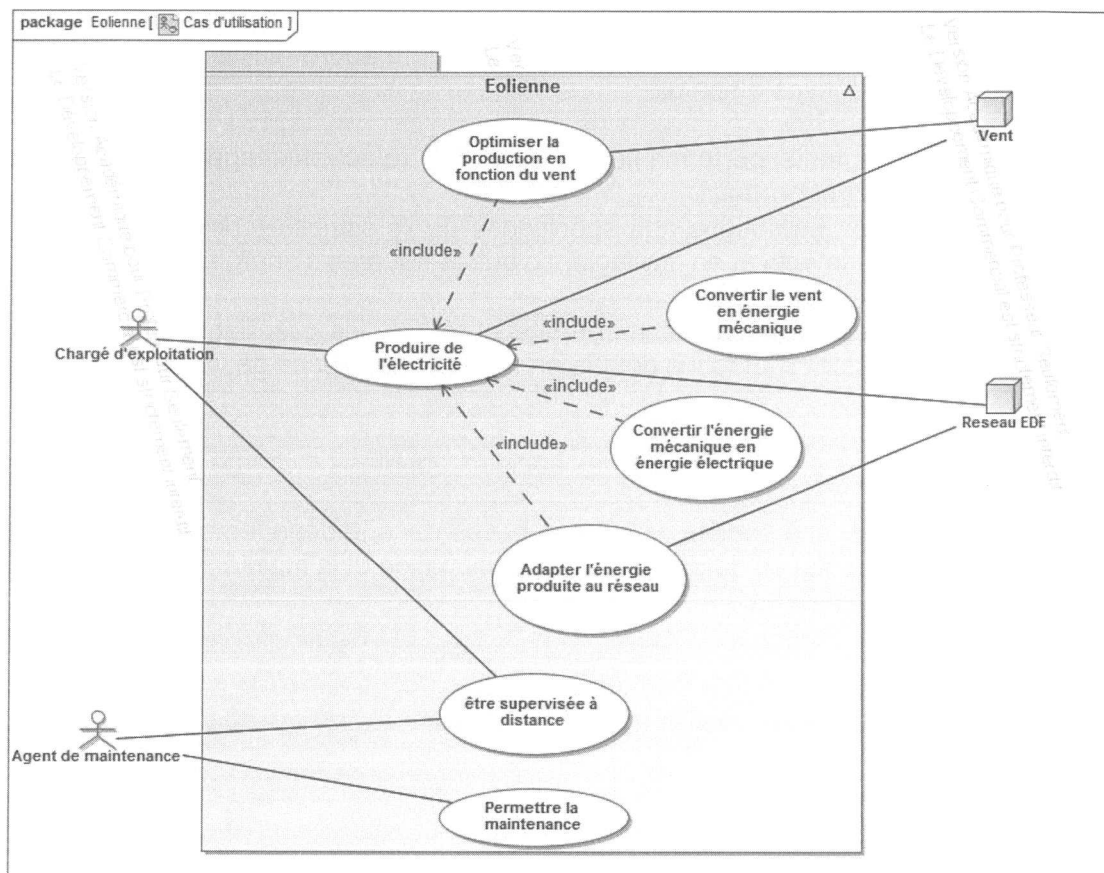 package Eolienne [ Cas d'utilisation ]
Eolienne
Optimiser la
production en
fonction du vent
Vent
«include»
Convertir le vent
en énergie
mécanique
«include»
Chargé d'exploitation
Produire de
l'électricité
«include»
Reseau EDF
Convertir l'énergie
mécanique en
énergie électrique
«include»
Adapter l'énergie
produite au réseau
être supervisée à
distance
Agent de maintenance
Permettre la
maintenance